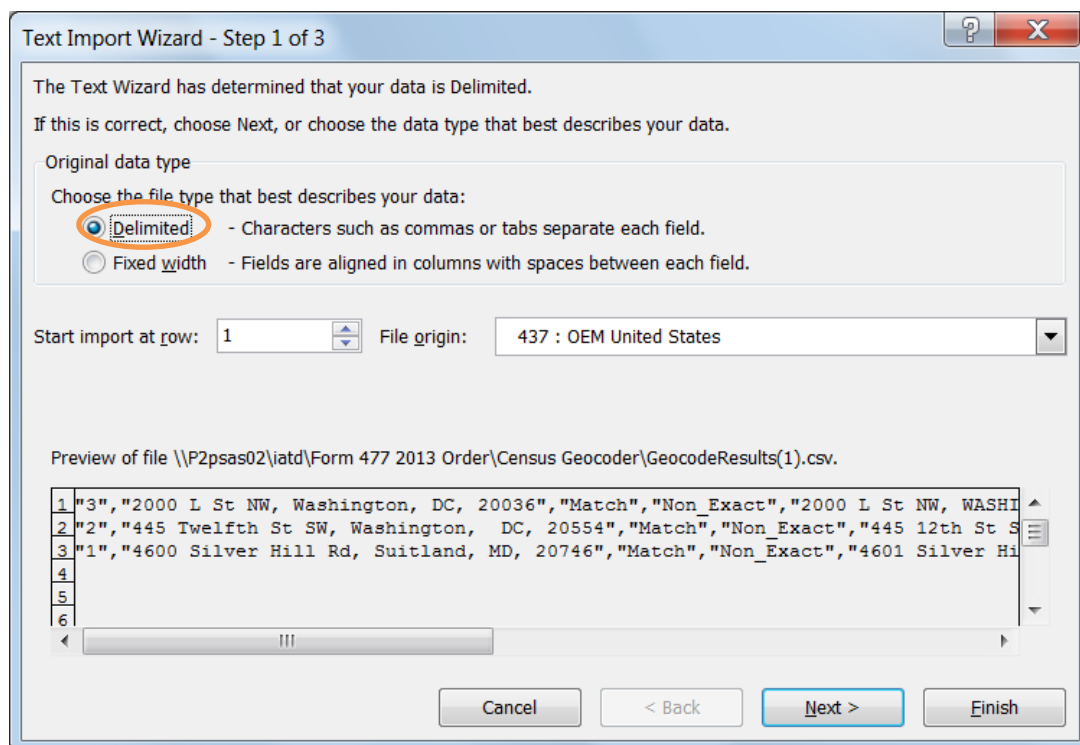 Text Import Wizard - Step 1 of 3
The Text Wizard has determined that your data is Delimited.
If this is correct, choose Next, or choose the data type that best describes your data.
Original data type
Choose the file type that best describes your data:
Delimited - Characters such as commas or tabs separate each field.
Fixed width - Fields are aligned in columns with spaces between each field.
Start import at row: 1 File origin: 437 : OEM United States
Preview of file \\P2psas02\iatd\Form 477 2013 Order\Census Geocoder\GeocodeResults(1).csv.
1 "3","2000 L St NW, Washington, DC, 20036","Match","Non_Exact","2000 L St NW, WASHI
2 "2","445 Twelfth St SW, Washington,  DC, 20554","Match","Non_Exact","445 12th St S
3 "1","4600 Silver Hill Rd, Suitland, MD, 20746","Match","Non_Exact","4601 Silver Hi
4
5
6
Cancel < Back Next > Finish